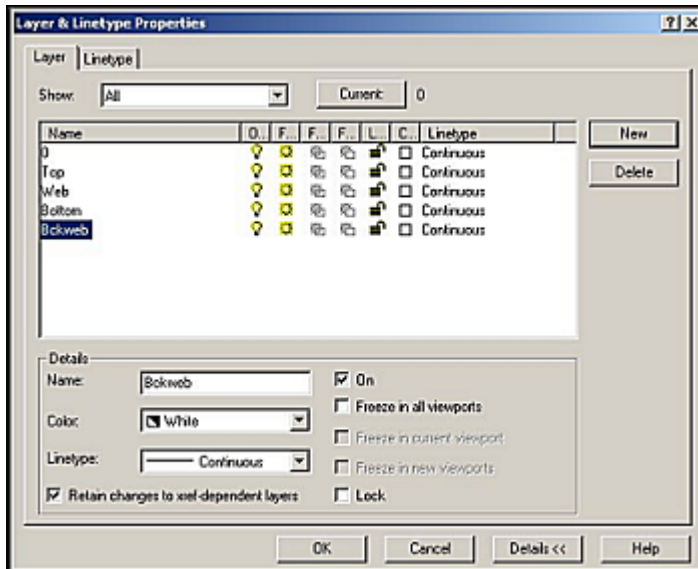 Layer & Linetype Properties
Layer Linetype
Show: All Current: 0
Name O... F... F... F... L... C... Linetype
0 Continuous
Top Continuous
Web Continuous
Bottom Continuous
Bckweb Continuous
New
Delete
Details
Name: Bckweb
Color: White
Linetype: Continuous
Retain changes to xref-dependent layers
On
Freeze in all viewports
Freeze in current viewport
Freeze in new viewports
Lock
OK Cancel Details << Help